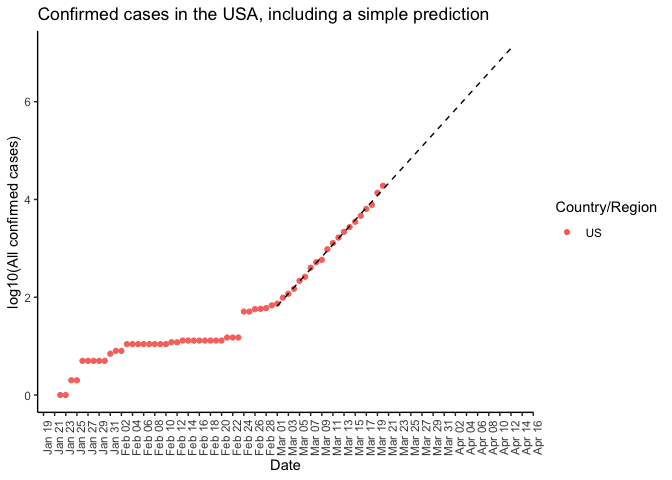 Confirmed cases in the USA, including a simple prediction
log10(All confirmed cases)
6
4
2
0
Jan 19
Jan 21
Jan 23
Jan 25
Jan 27
Jan 29
Jan 31
Feb 02
Feb 04
Feb 06
Feb 08
Feb 10
Feb 12
Feb 14
Feb 16
Feb 18
Feb 20
Feb 22
Feb 24
Feb 26
Feb 28
Mar 01
Mar 03
Mar 05
Mar 07
Mar 09
Mar 11
Mar 13
Mar 15
Mar 17
Mar 19
Mar 21
Mar 23
Mar 25
Mar 27
Mar 29
Mar 31
Apr 02
Apr 04
Apr 06
Apr 08
Apr 10
Apr 12
Apr 14
Apr 16
Date
Country/Region
US